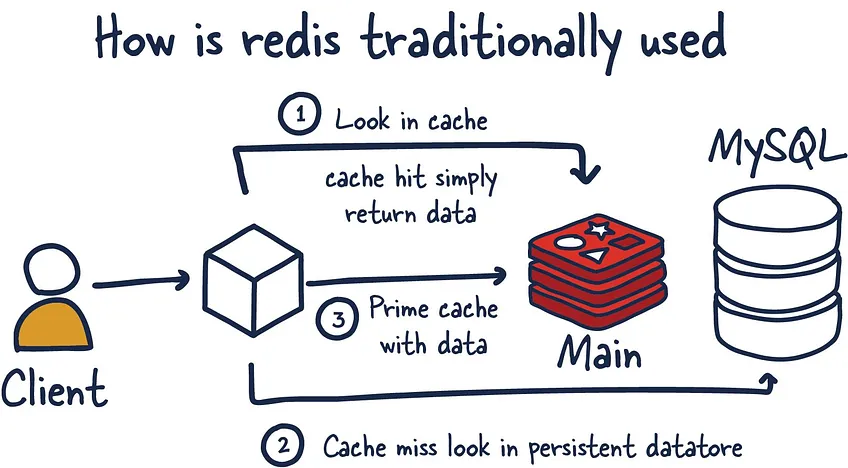 How is redis traditionally used
1 Look in cache
cache hit simply
return data
MySQL
3 Prime cache
with data
Main
Client
2 Cache miss look in persistent datatore